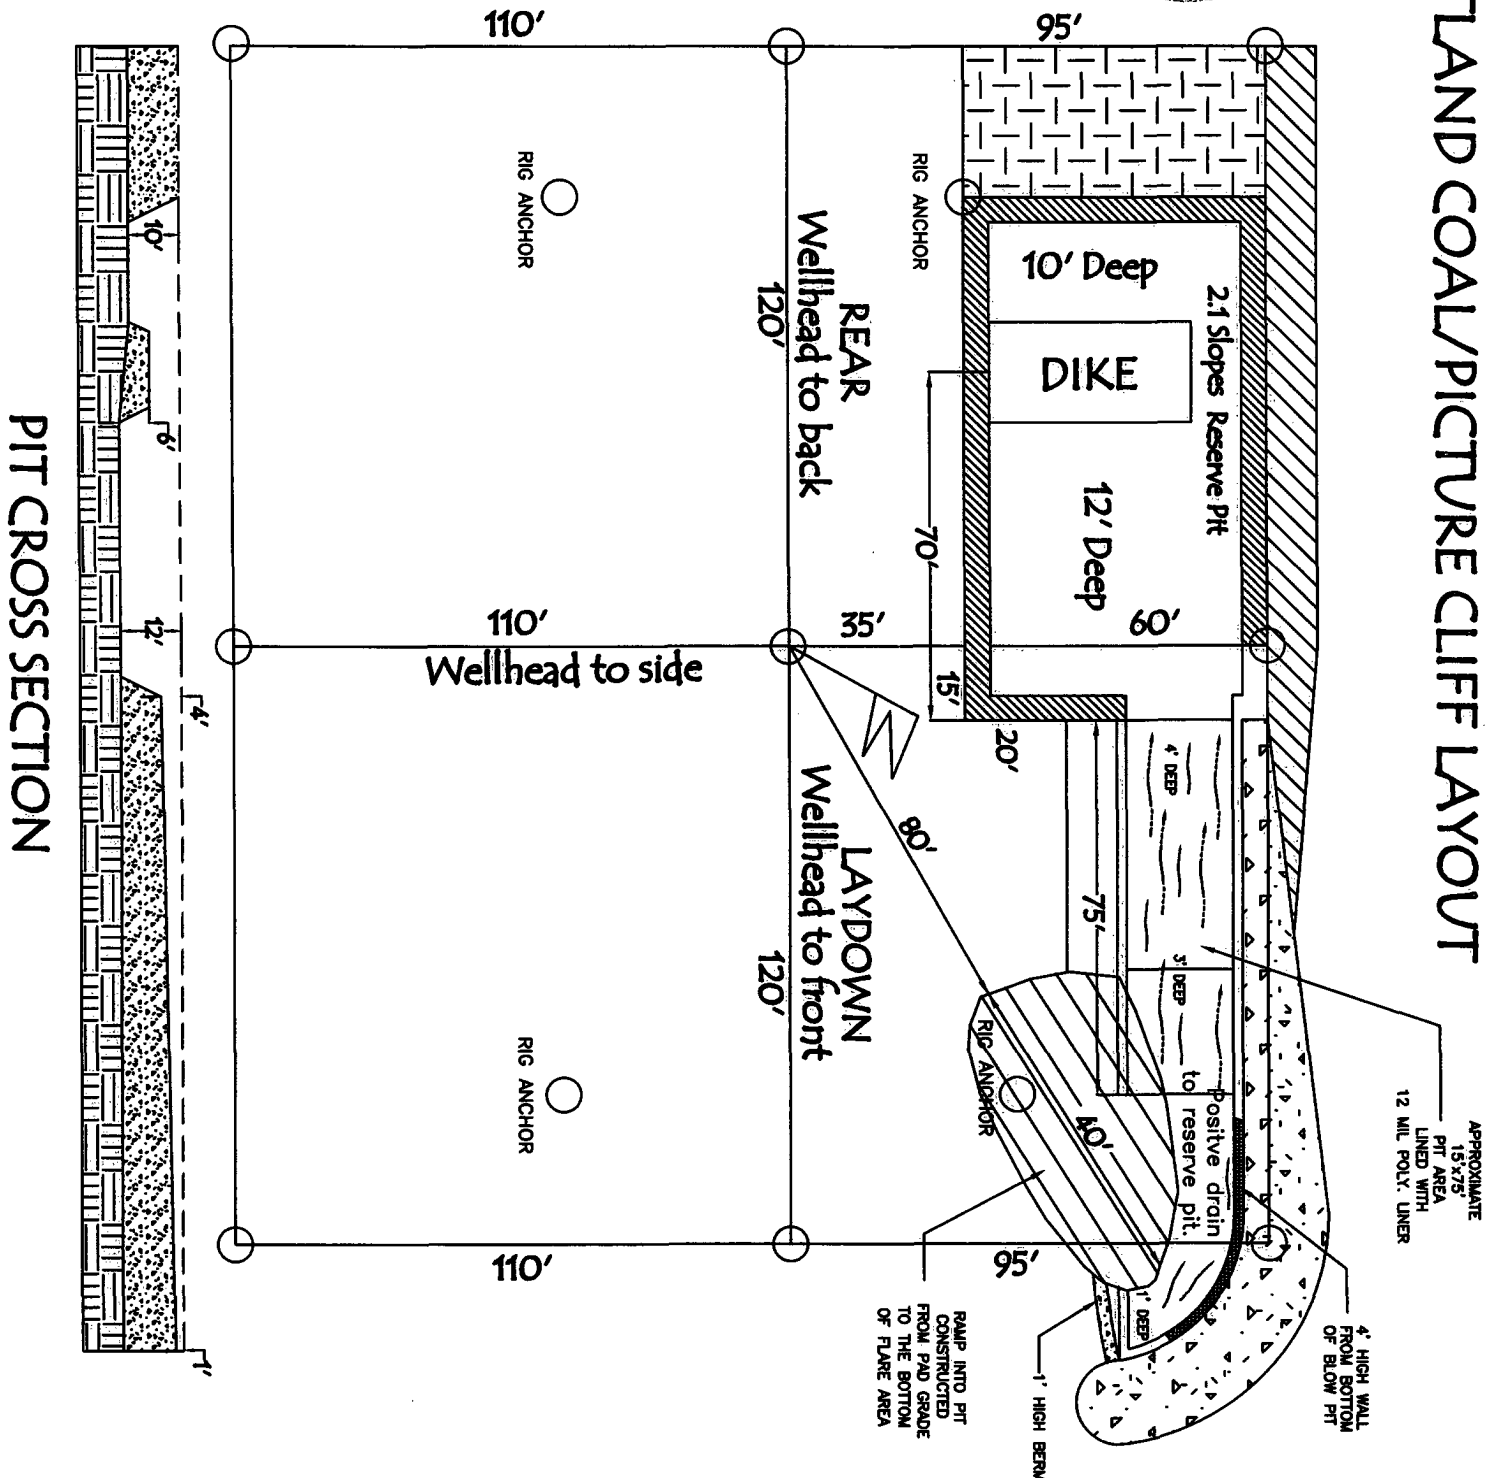 TLAND COAL/PICTURE CLIFF LAYOUT
APPROXIMATE
15'x75'
PIT AREA
LINED WITH
12 MIL POLY. LINER
4' HIGH WALL
FROM BOTTOM
OF BLOW PIT
95'
2.1 Slopes Reserve Pit
10' Deep
DIKE
12' Deep
60'
4' DEEP
3' DEEP
Positve drain
to reserve pit.
1' DEEP
1' HIGH BERM
75'
40'
95'
20'
RIG ANCHOR
70'
15'
RIG ANCHOR
80'
RAMP INTO PIT
CONSTRUCTED
FROM PAD GRADE
TO THE BOTTOM
OF FLARE AREA
35'
REAR
Wellhead to back
120'
LAYDOWN
Wellhead to front
120'
110'
RIG ANCHOR
110'
Wellhead to side
RIG ANCHOR
110'
10'
6'
12'
4'
1'
PIT CROSS SECTION